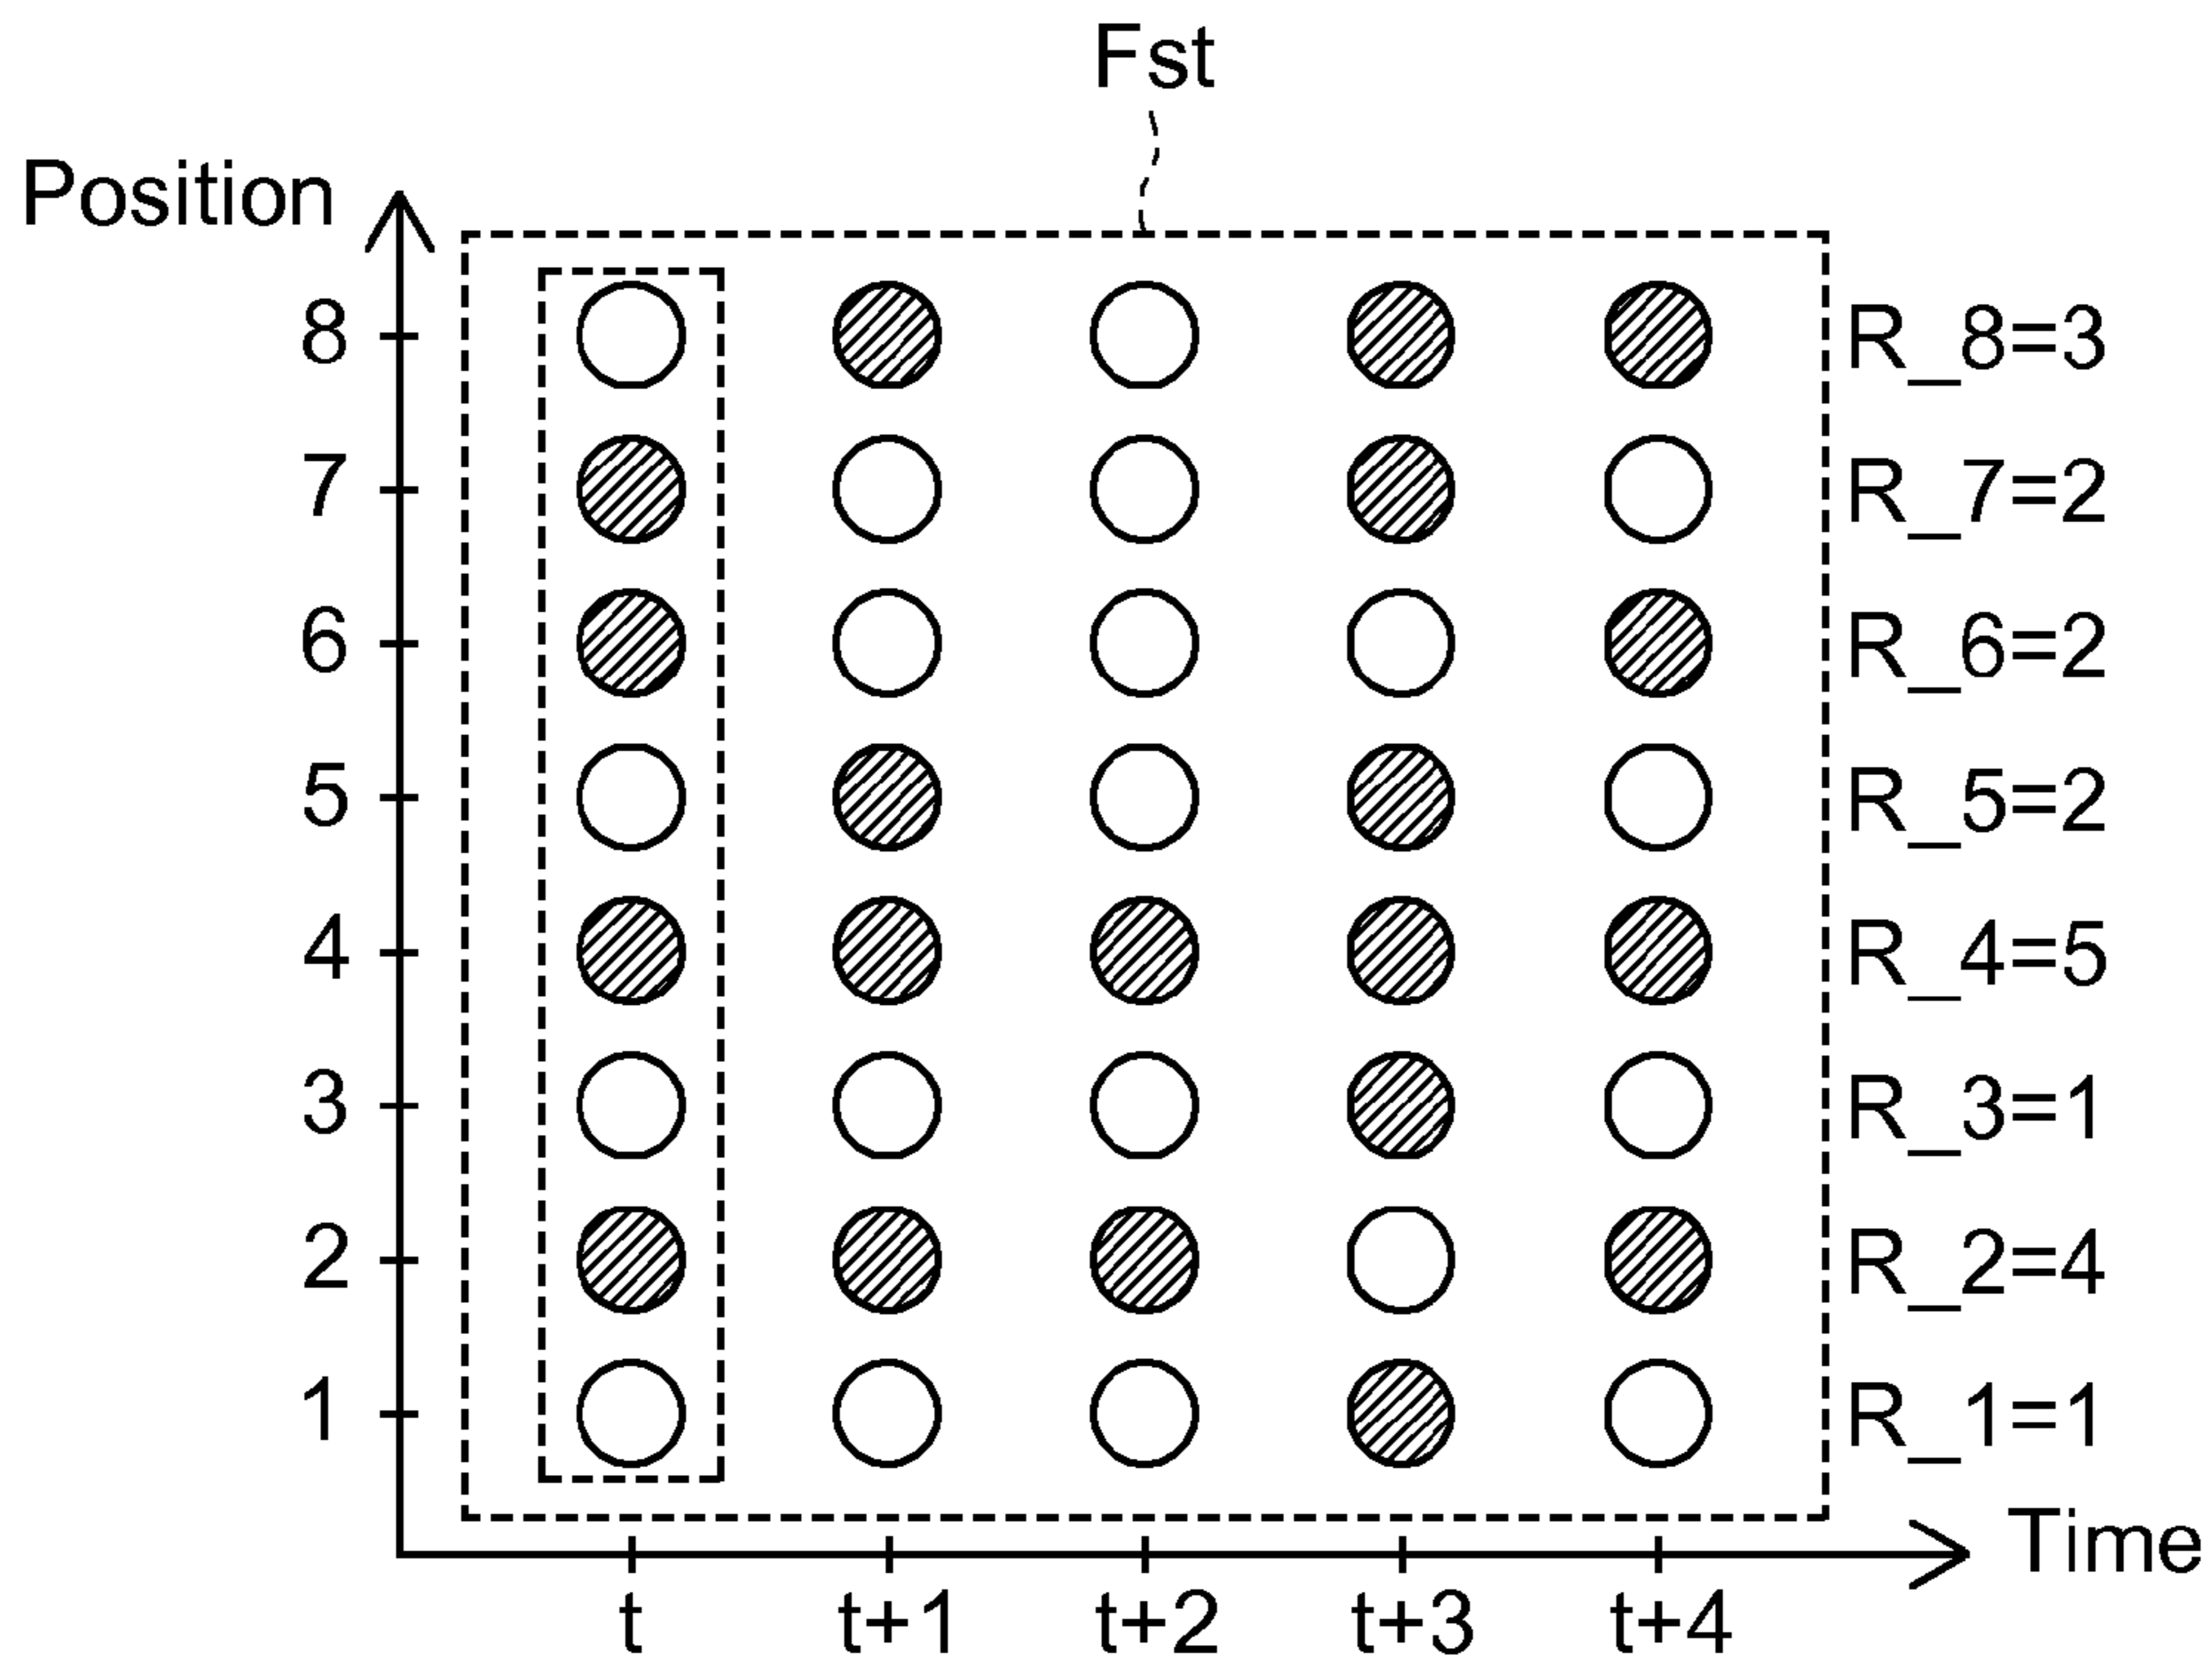 Fst
Position
8 R_8=3
7 R_7=2
6 R_6=2
5 R_5=2
4 R_4=5
3 R_3=1
2 R_2=4
1 R_1=1
Time
t t+1 t+2 t+3 t+4